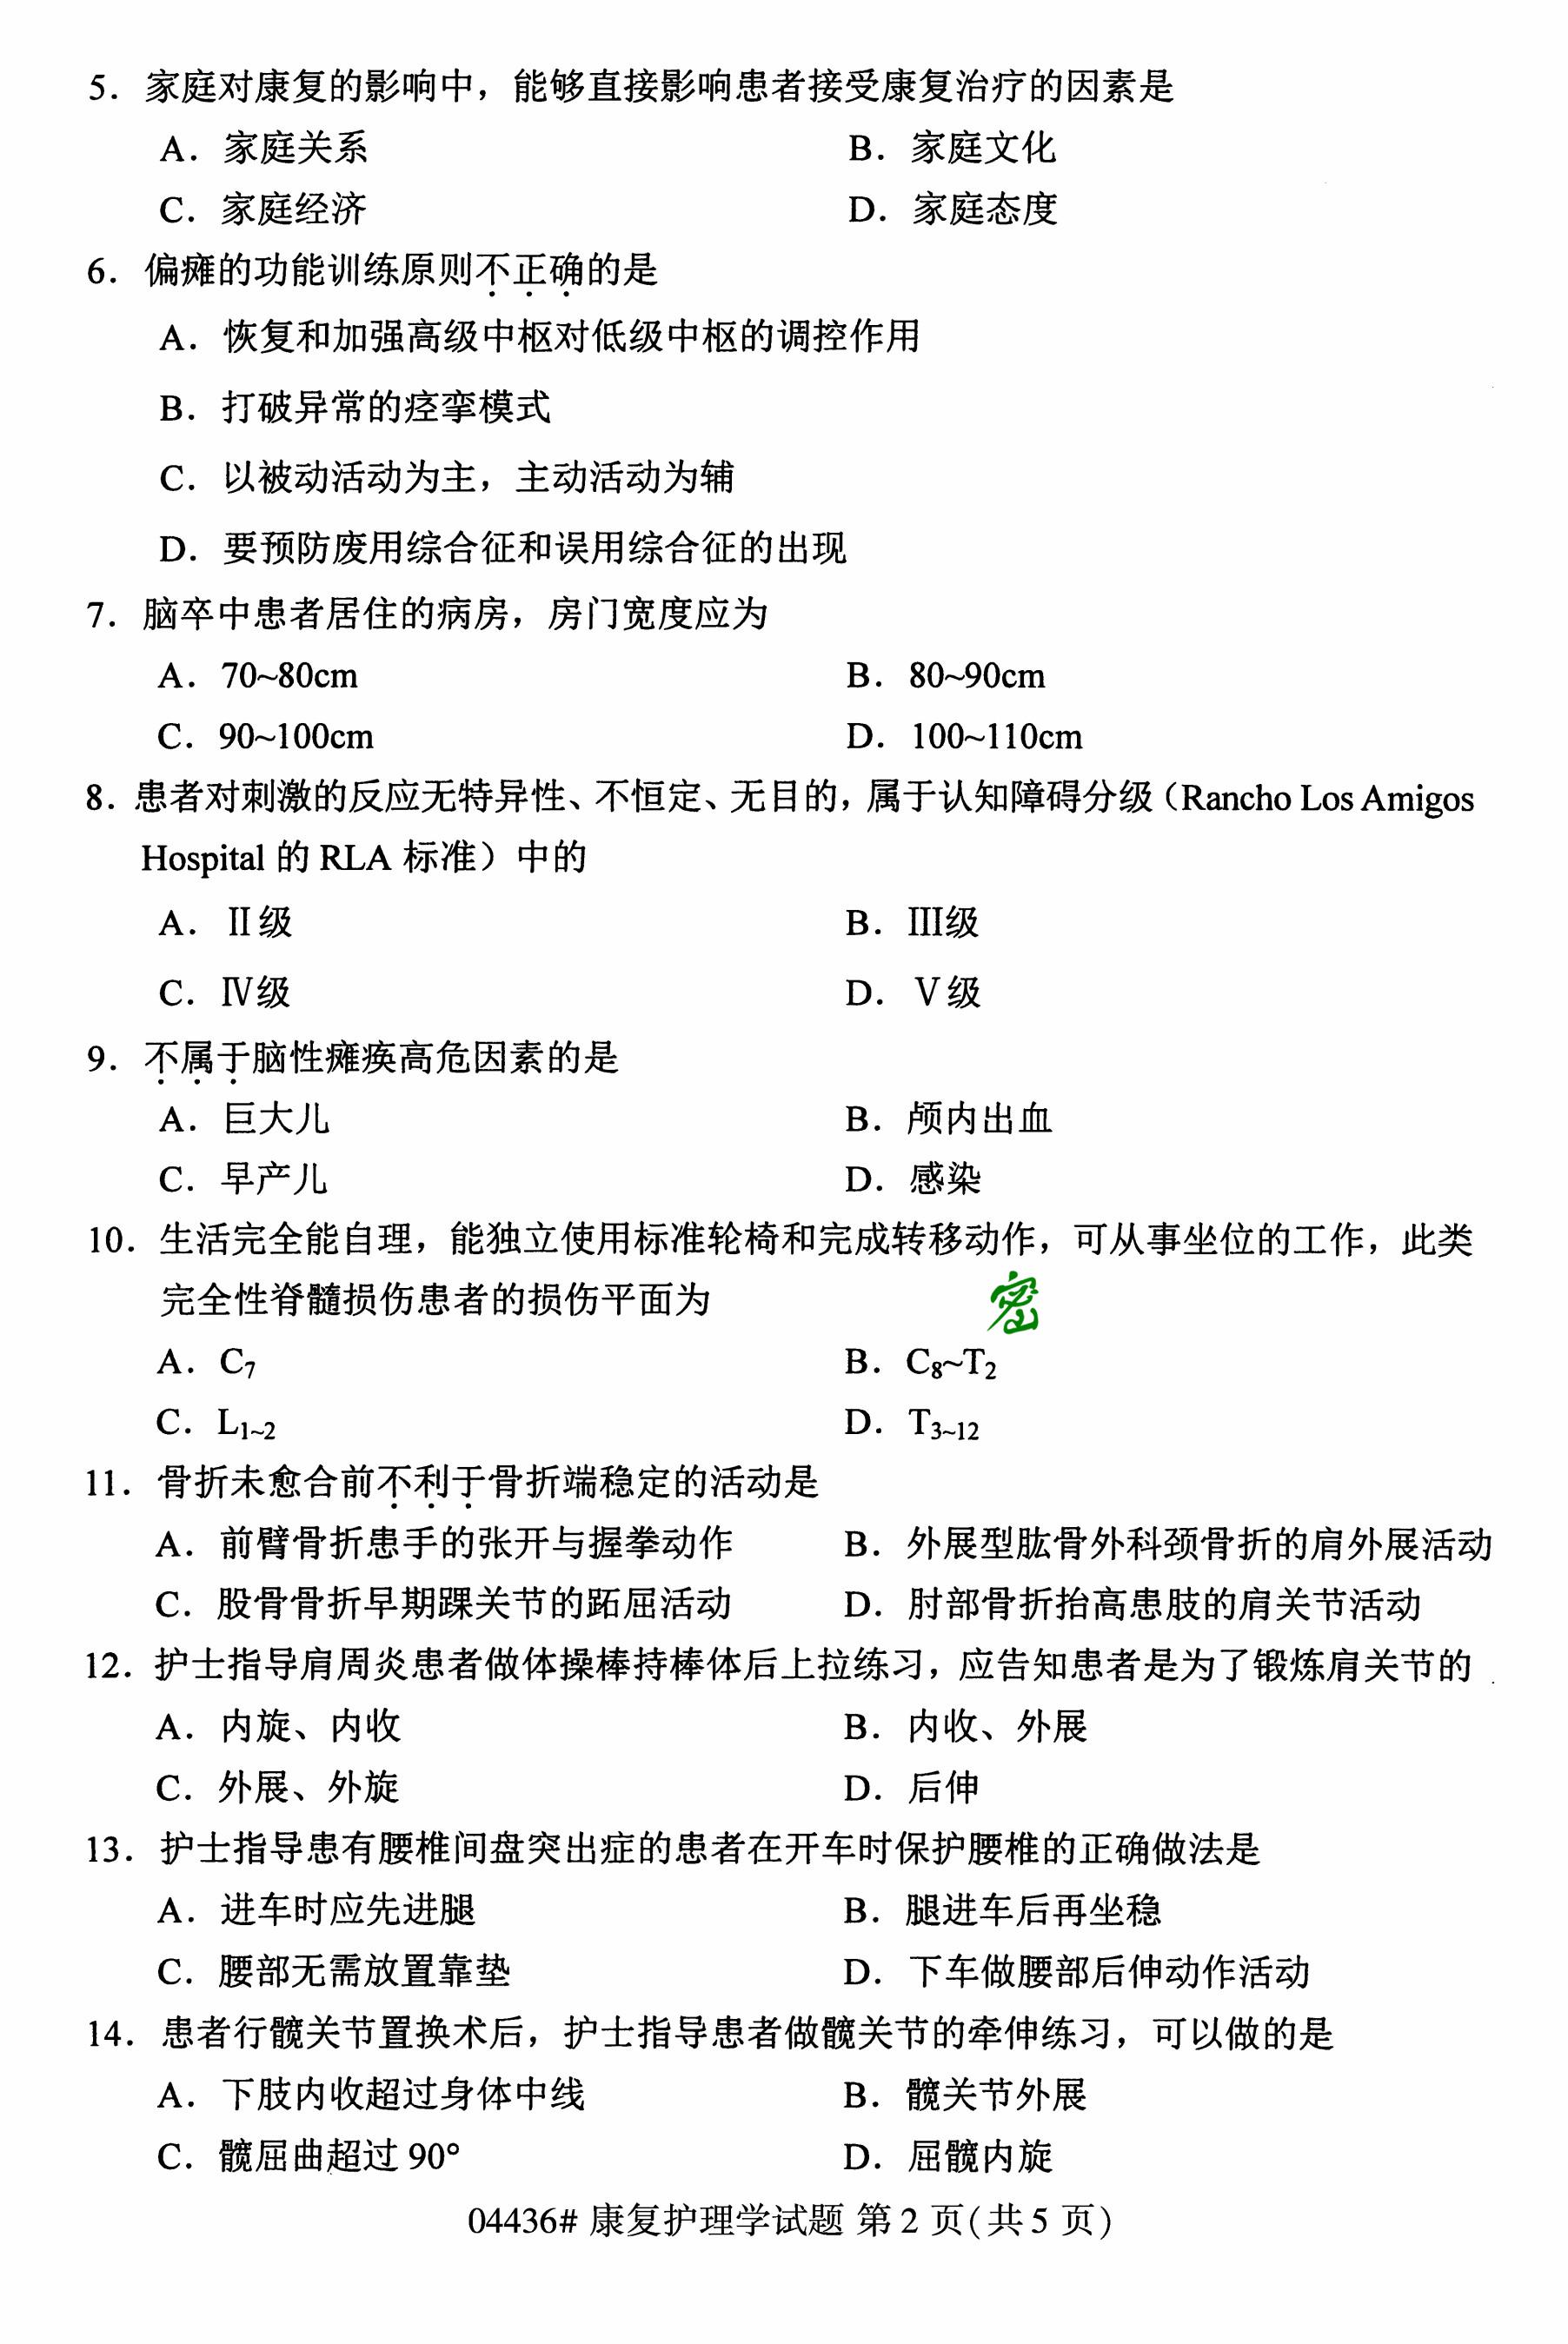 5. 家庭对康复的影响中，能够直接影响患者接受康复治疗的因素是
A. 家庭关系 B. 家庭文化
C. 家庭经济 D. 家庭态度
6. 偏瘫的功能训练原则不正确的是
A. 恢复和加强高级中枢对低级中枢的调控作用
B. 打破异常的痉挛模式
C. 以被动活动为主，主动活动为辅
D. 要预防废用综合征和误用综合征的出现
7. 脑卒中患者居住的病房，房门宽度应为
A. 70~80cm B. 80~90cm
C. 90~100cm D. 100~110cm
8. 患者对刺激的反应无特异性、不恒定、无目的，属于认知障碍分级（Rancho Los Amigos
Hospital 的 RLA 标准）中的
A. Ⅱ级 B. Ⅲ级
C. Ⅳ级 D. Ⅴ级
9. 不属于脑性瘫痪高危因素的是
A. 巨大儿 B. 颅内出血
C. 早产儿 D. 感染
10. 生活完全能自理，能独立使用标准轮椅和完成转移动作，可从事坐位的工作，此类
完全性脊髓损伤患者的损伤平面为 密
A. C₇ B. C₈~T₂
C. L₁~₂ D. T₃~₁₂
11. 骨折未愈合前不利于骨折端稳定的活动是
A. 前臂骨折患手的张开与握拳动作 B. 外展型肱骨外科颈骨折的肩外展活动
C. 股骨骨折早期踝关节的跖屈活动 D. 肘部骨折抬高患肢的肩关节活动
12. 护士指导肩周炎患者做体操棒持棒体后上拉练习，应告知患者是为了锻炼肩关节的
A. 内旋、内收 B. 内收、外展
C. 外展、外旋 D. 后伸
13. 护士指导患有腰椎间盘突出症的患者在开车时保护腰椎的正确做法是
A. 进车时应先进腿 B. 腿进车后再坐稳
C. 腰部无需放置靠垫 D. 下车做腰部后伸动作活动
14. 患者行髋关节置换术后，护士指导患者做髋关节的牵伸练习，可以做的是
A. 下肢内收超过身体中线 B. 髋关节外展
C. 髋屈曲超过 90° D. 屈髋内旋
04436# 康复护理学试题 第 2 页(共 5 页)